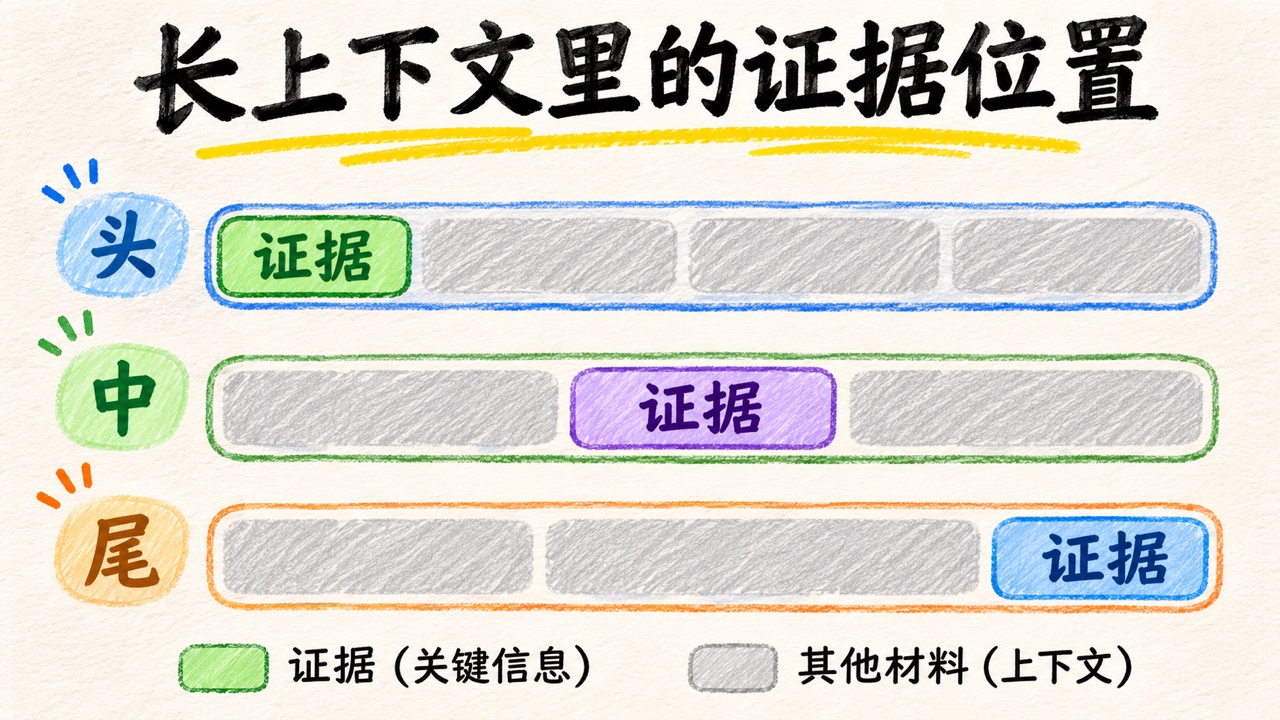 长上下文里的证据位置
头
证据
中
证据
尾
证据
证据 (关键信息)
其他材料 (上下文)